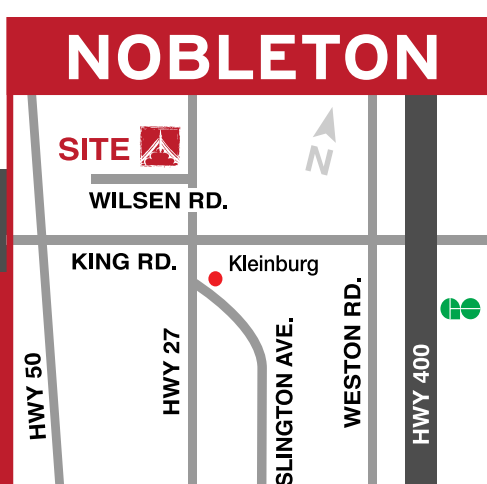 NOBLETON
SITE
N
WILSEN RD.
KING RD.
Kleinburg
HWY 50
HWY 27
SLINGTON AVE.
WESTON RD.
HWY 400
GO